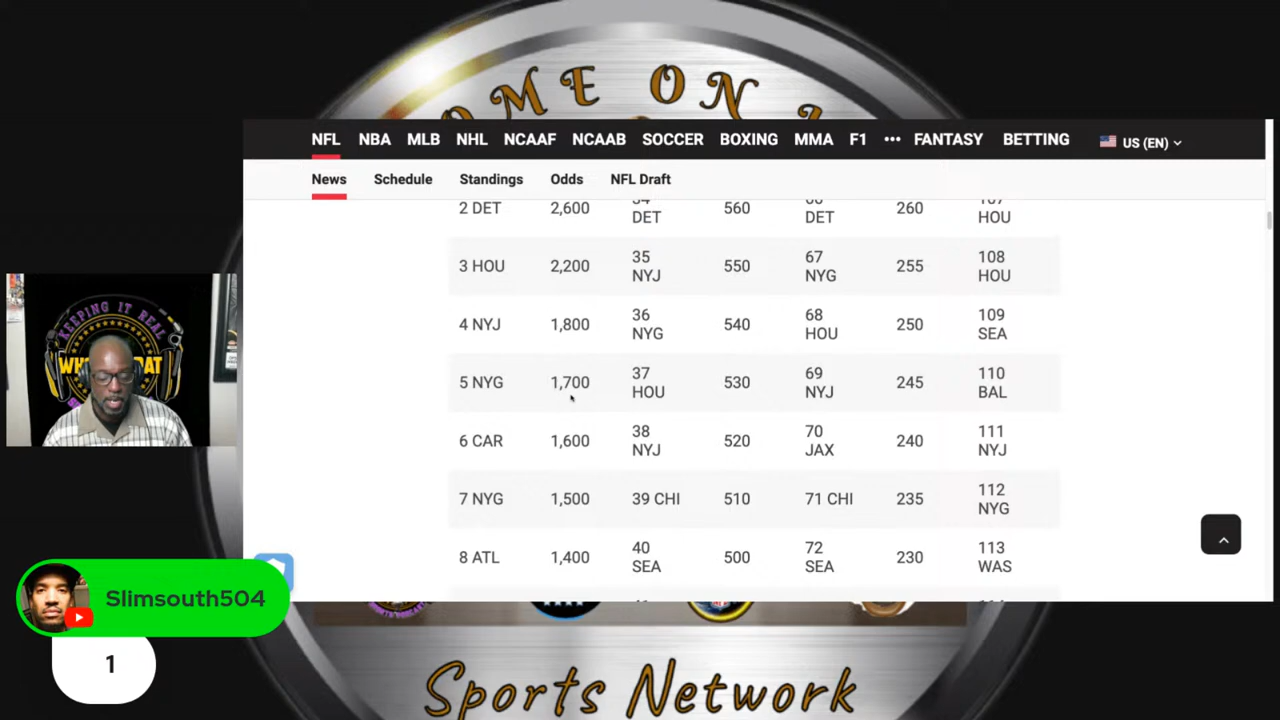 OME ON
NFL NBA MLB NHL NCAAF NCAAB SOCCER BOXING MMA F1 ••• FANTASY BETTING US (EN)
News Schedule Standings Odds NFL Draft
2 DET 2,600 34 DET 560 66 DET 260 107 HOU
3 HOU 2,200 35 NYJ 550 67 NYG 255 108 HOU
4 NYJ 1,800 36 NYG 540 68 HOU 250 109 SEA
5 NYG 1,700 37 HOU 530 69 NYJ 245 110 BAL
6 CAR 1,600 38 NYJ 520 70 JAX 240 111 NYJ
7 NYG 1,500 39 CHI 510 71 CHI 235 112 NYG
8 ATL 1,400 40 SEA 500 72 SEA 230 113 WAS
KEEPING IT REAL
Slimsouth504
1
Sports Network